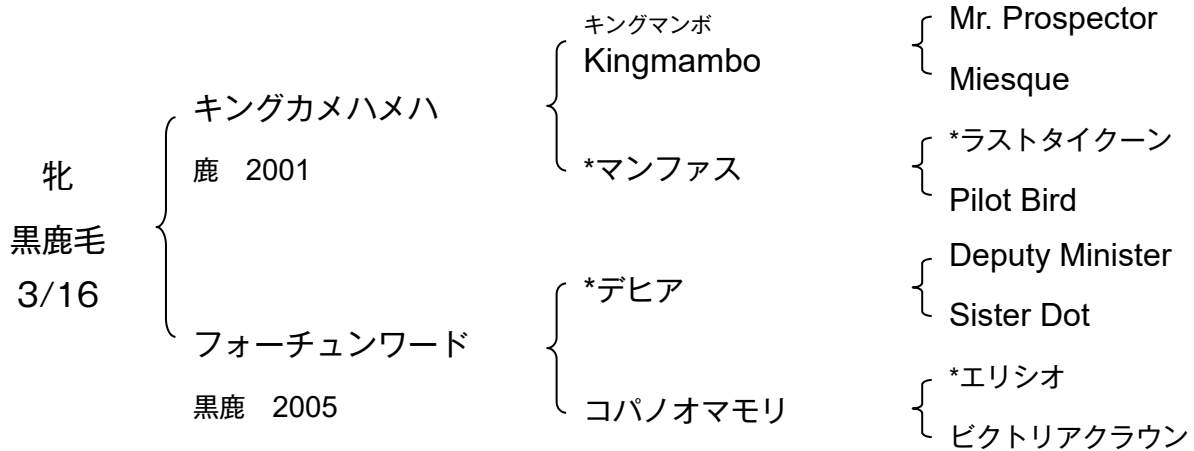 牝
黒鹿毛
3/16
キングカメハメハ
鹿　2001
フォーチュンワード
黒鹿　2005
キングマンボ
Kingmambo
*マンファス
*デヒア
コパノオマモリ
Mr. Prospector
Miesque
*ラストタイクーン
Pilot Bird
Deputy Minister
Sister Dot
*エリシオ
ビクトリアクラウン